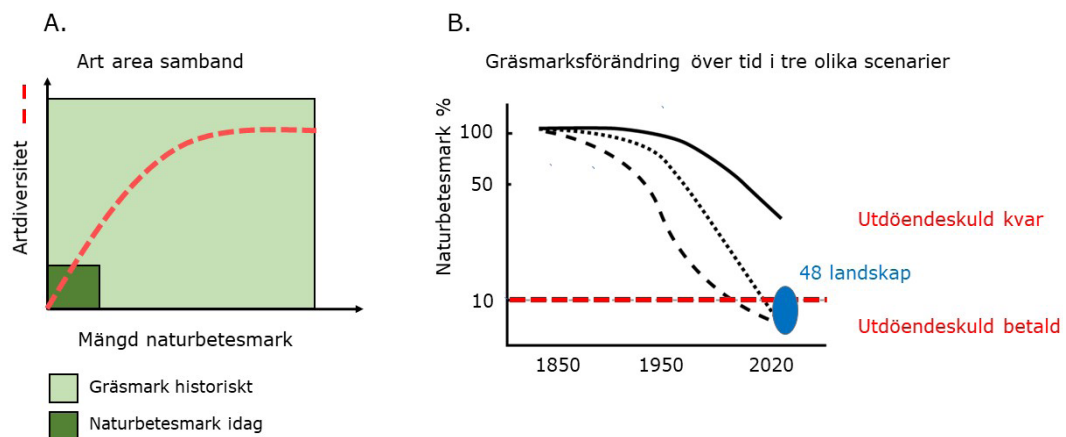 A.
Art area samband
Artdiversitet
Mängd naturbetesmark
Gräsmark historiskt
Naturbetesmark idag
B.
Gräsmarksförändring över tid i tre olika scenarier
Naturbetesmark %
100
50
10
1850
1950
2020
Utdöendeskuld kvar
48 landskap
Utdöendeskuld betald